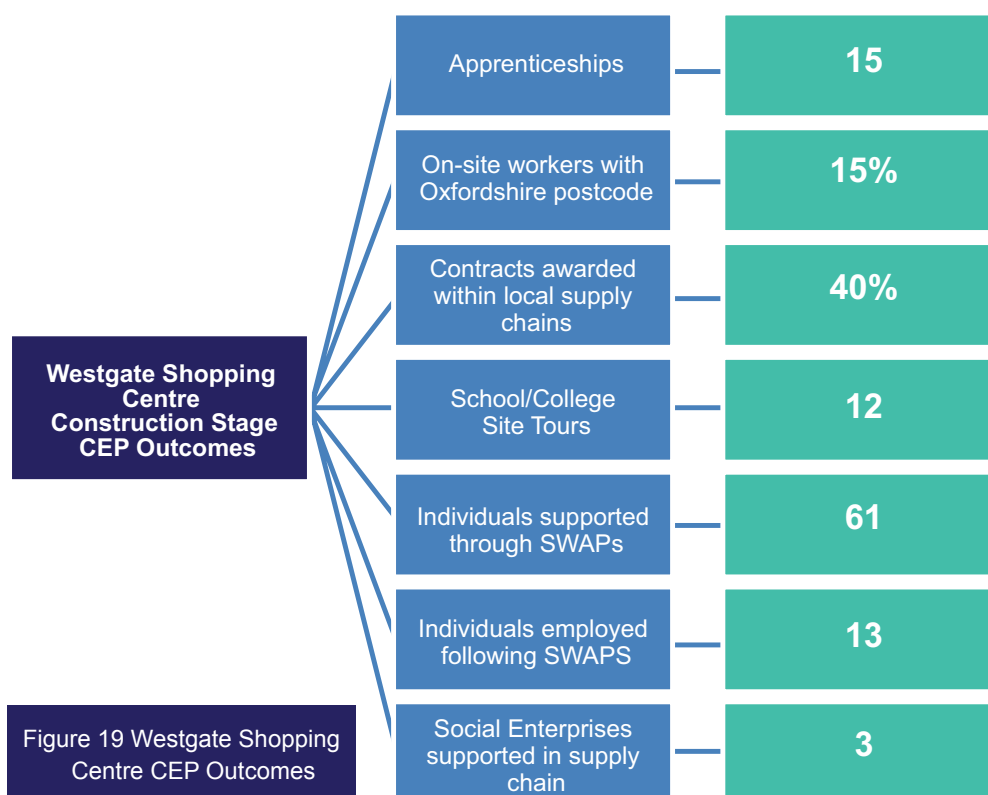 Westgate Shopping
Centre
Construction Stage
CEP Outcomes
Apprenticeships
15
On-site workers with
Oxfordshire postcode
15%
Contracts awarded
within local supply
chains
40%
School/College
Site Tours
12
Individuals supported
through SWAPs
61
Individuals employed
following SWAPS
13
Social Enterprises
supported in supply
chain
3
Figure 19 Westgate Shopping
Centre CEP Outcomes